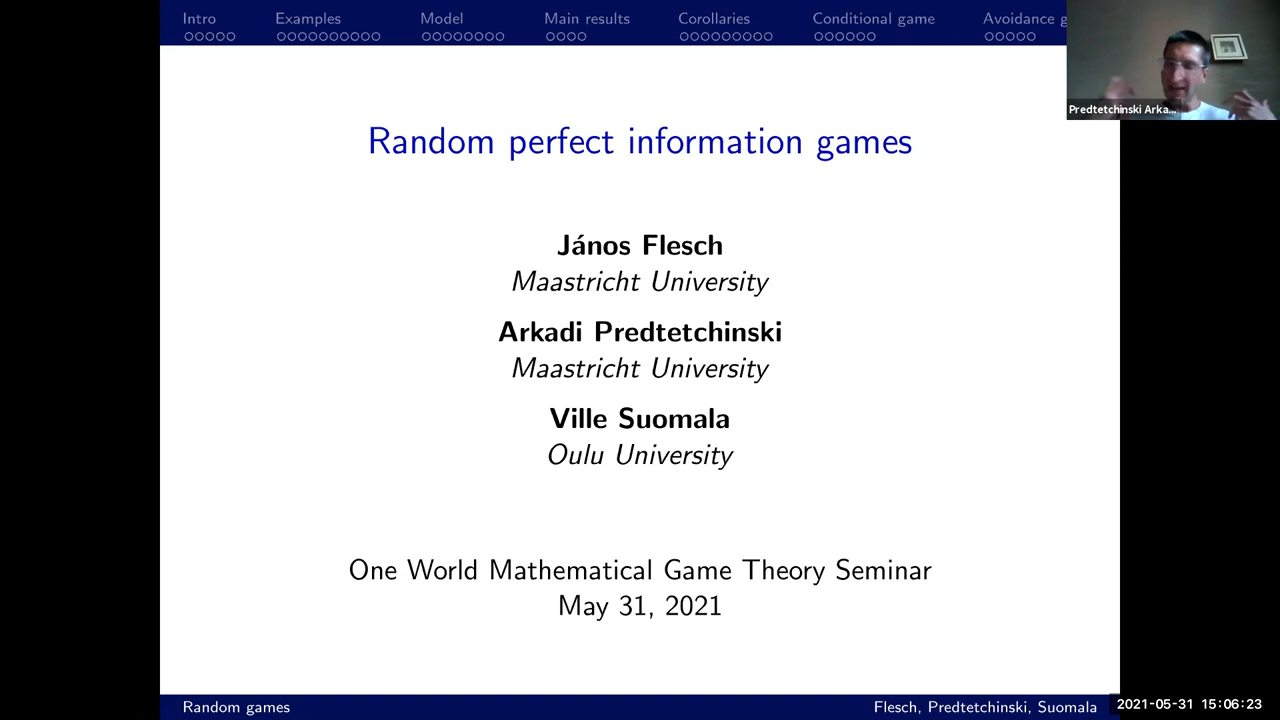 Intro Examples Model Main results Corollaries Conditional game Avoidance g
Predtetchinski Arka...
Random perfect information games
János Flesch
Maastricht University
Arkadi Predtetchinski
Maastricht University
Ville Suomala
Oulu University
One World Mathematical Game Theory Seminar
May 31, 2021
Random games Flesch, Predtetchinski, Suomala 2021-05-31 15:06:23